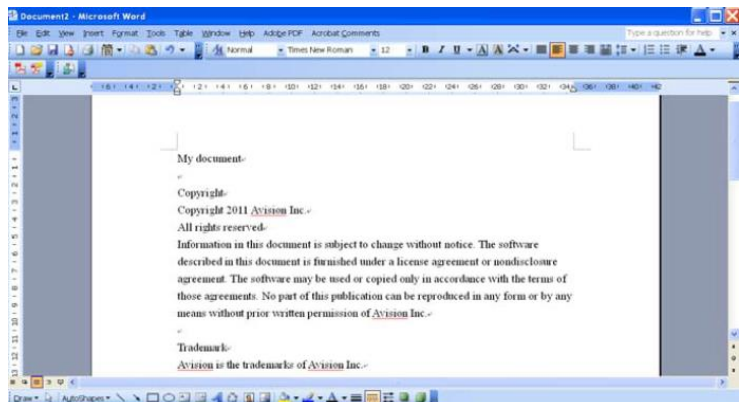 Document2 - Microsoft Word
File Edit View Insert Format Tools Table Window Help Adobe PDF Acrobat Comments Type a question for help
Normal Times New Roman 12 B I U A A A
My document
Copyright
Copyright 2011 Avision Inc.
All rights reserved
Information in this document is subject to change without notice. The software
described in this document is furnished under a license agreement or nondisclosure
agreement. The software may be used or copied only in accordance with the terms of
those agreements. No part of this publication can be reproduced in any form or by any
means without prior written permission of Avision Inc.
Trademark
Avision is the trademarks of Avision Inc.
Draw AutoShapes